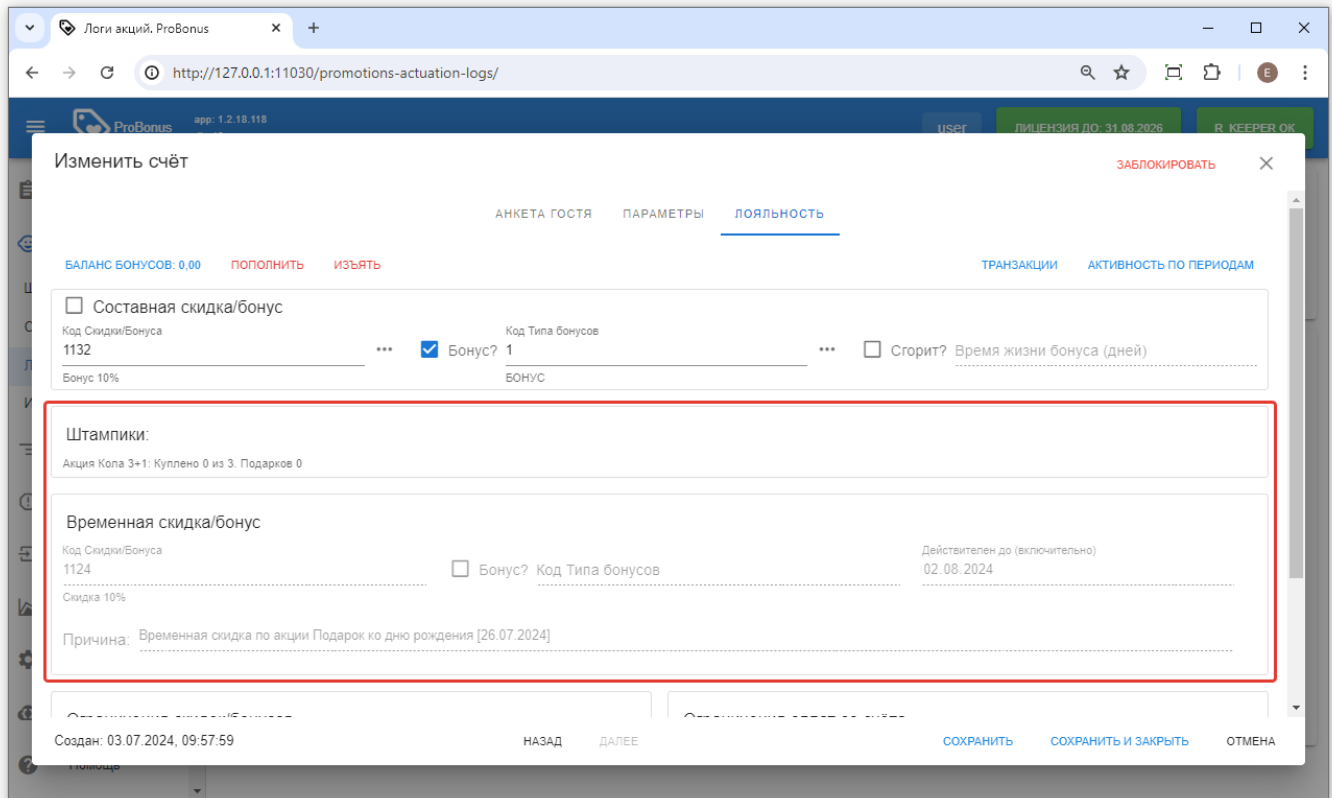 Логи акций. ProBonus
http://127.0.0.1:11030/promotions-actuation-logs/
E
ProBonus
app: 1.2.18.118
user
ЛИЦЕНЗИЯ ДО: 31.08.2026
R_KEEPER OK
Изменить счёт
ЗАБЛОКИРОВАТЬ
АНКЕТА ГОСТЯ ПАРАМЕТРЫ ЛОЯЛЬНОСТЬ
БАЛАНС БОНУСОВ: 0,00 ПОПОЛНИТЬ ИЗЪЯТЬ ТРАНЗАКЦИИ АКТИВНОСТЬ ПО ПЕРИОДАМ
Составная скидка/бонус
Код Скидки/Бонуса Код Типа бонусов
1132 ••• Бонус? 1 ••• Сгорит? Время жизни бонуса (дней)
Бонус 10% БОНУС
Штампики:
Акция Кола 3+1: Куплено 0 из 3. Подарков 0
Временная скидка/бонус
Код Скидки/Бонуса Действителен до (включительно)
1124 Бонус? Код Типа бонусов 02.08.2024
Скидка 10%
Причина: Временная скидка по акции Подарок ко дню рождения [26.07.2024]
Создан: 03.07.2024, 09:57:59 НАЗАД ДАЛЕЕ СОХРАНИТЬ СОХРАНИТЬ И ЗАКРЫТЬ ОТМЕНА
Помощь